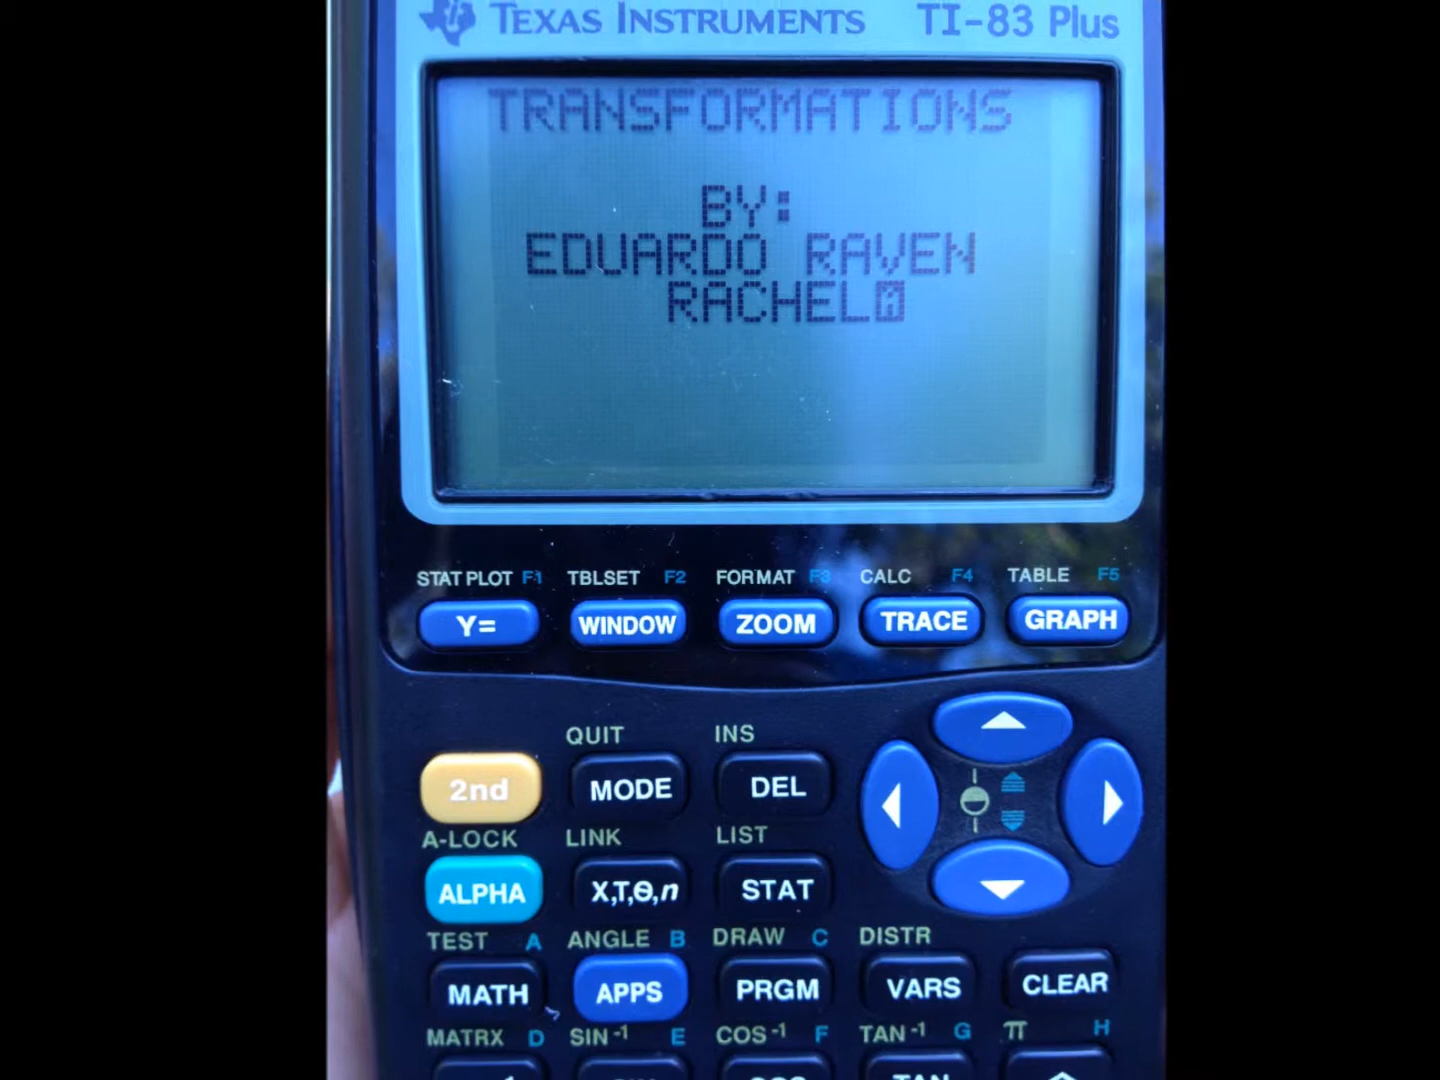 TEXAS INSTRUMENTS TI-83 Plus
TRANSFORMATIONS
BY:
EDUARDO RAVEN
RACHEL
STAT PLOT F1 TBLSET F2 FORMAT F3 CALC F4 TABLE F5
Y= WINDOW ZOOM TRACE GRAPH
QUIT INS
2nd MODE DEL
A-LOCK LINK LIST
ALPHA X,T,Θ,n STAT
TEST A ANGLE B DRAW C DISTR
MATH APPS PRGM VARS CLEAR
MATRX D SIN⁻¹ E COS⁻¹ F TAN⁻¹ G π H